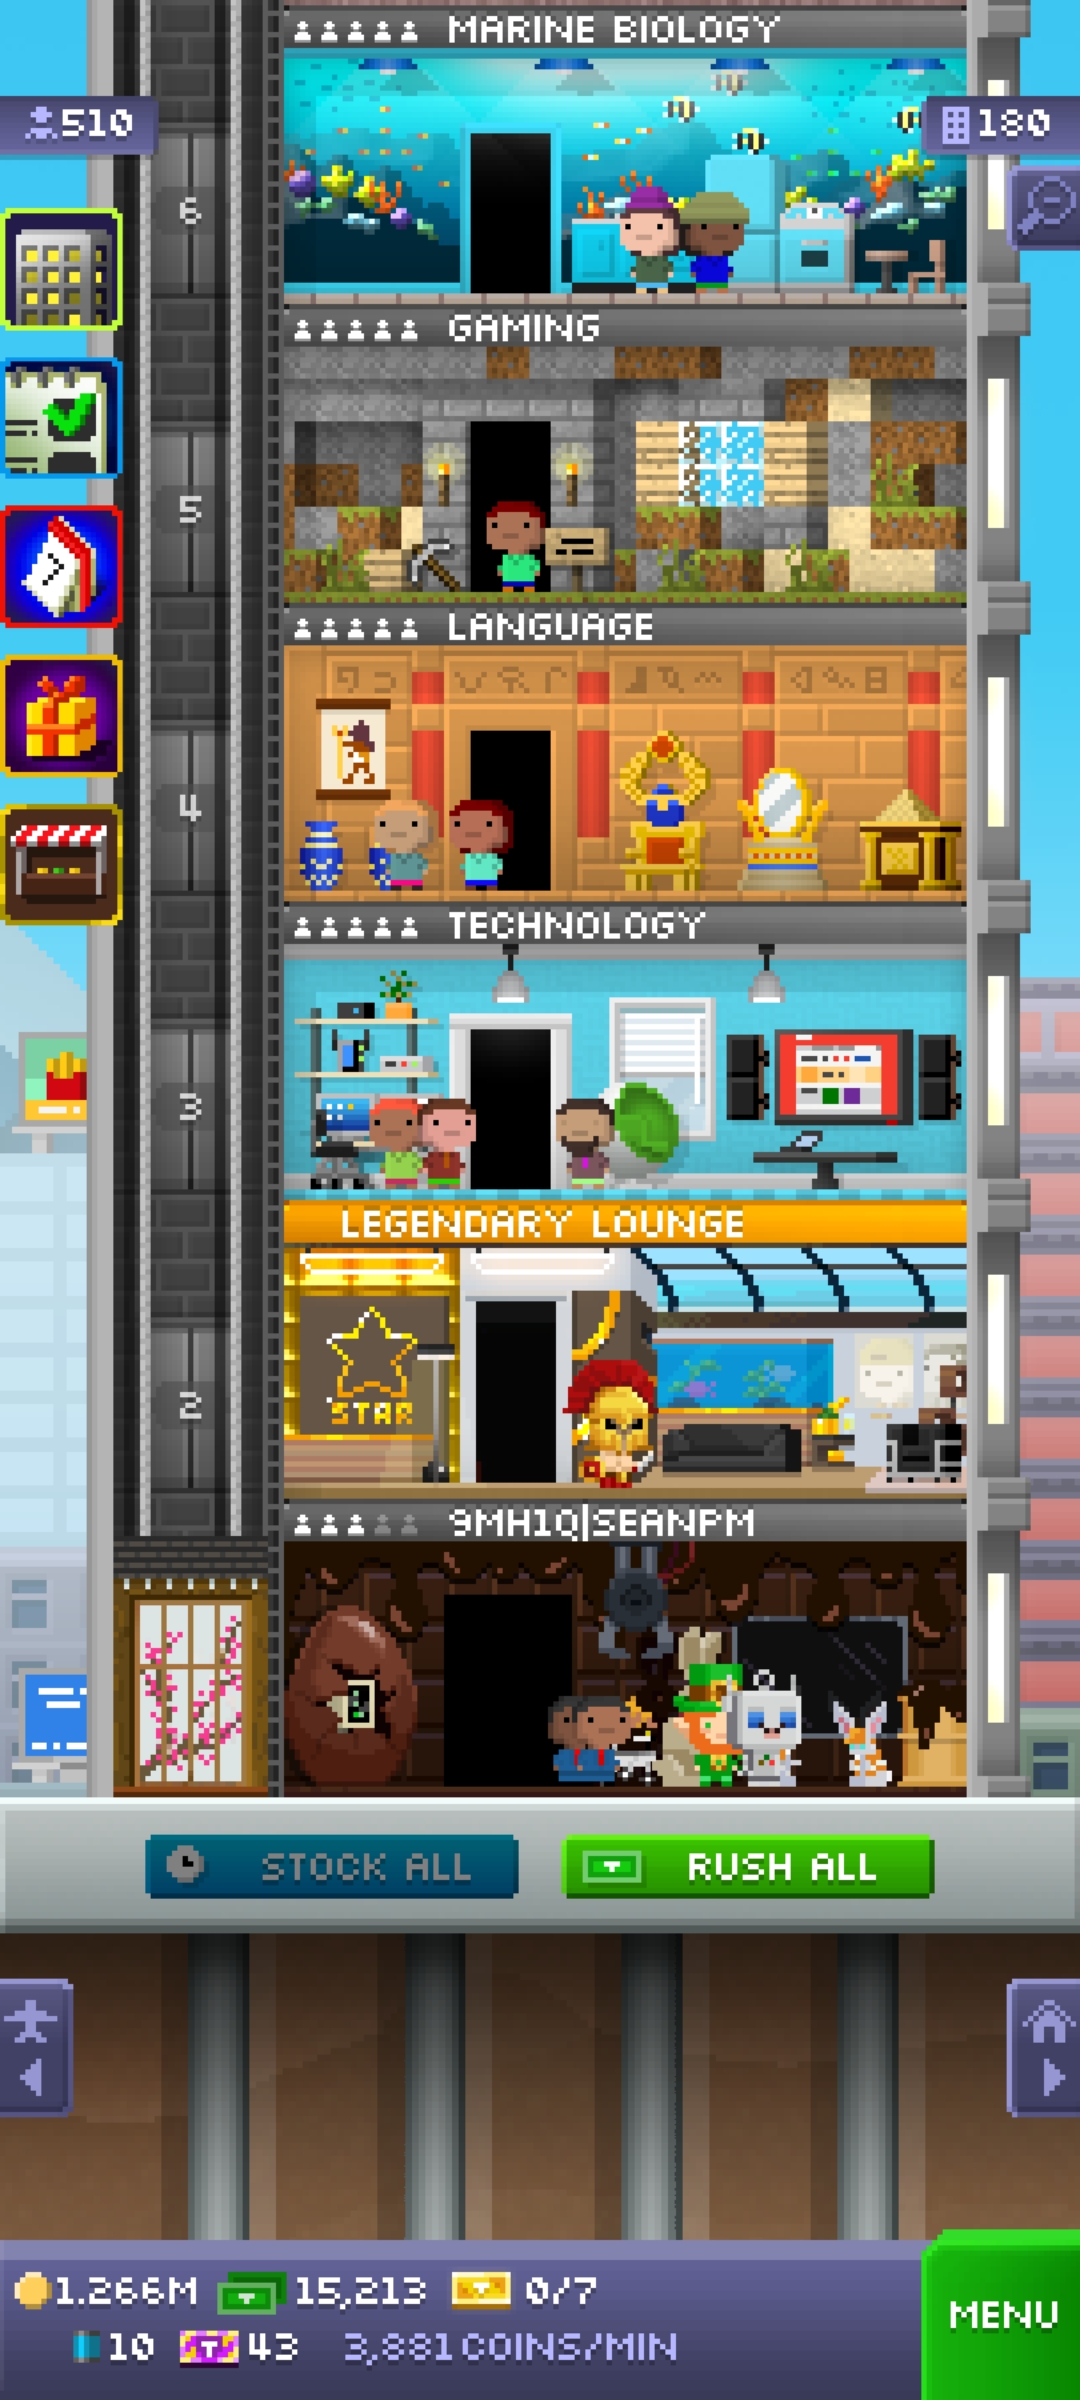 MARINE BIOLOGY
510
180
6
GAMING
5
7
LANGUAGE
4
TECHNOLOGY
3
LEGENDARY LOUNGE
STAR
2
9MH1Q|SEANPM
STOCK ALL
RUSH ALL
1.266M
15,213
0/7
MENU
10
43
3,881 COINS/MIN